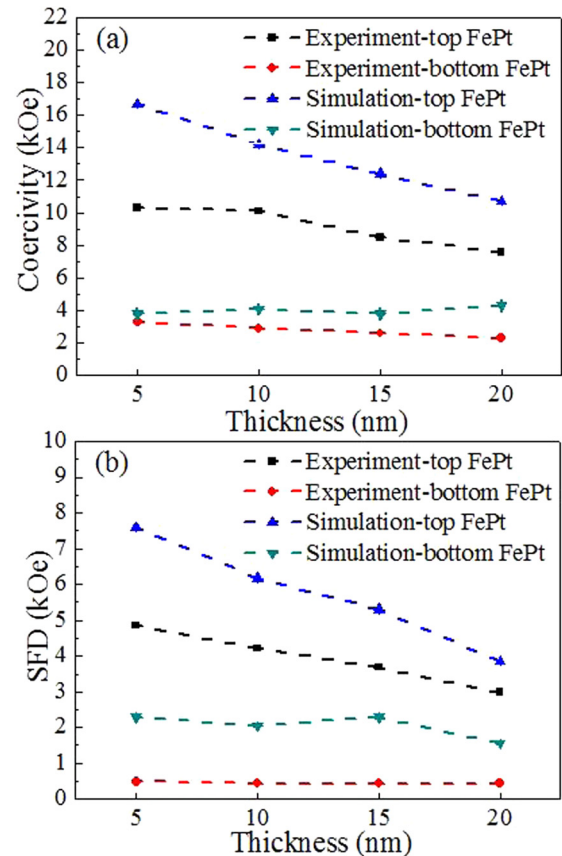 (a)
Experiment-top FePt
Experiment-bottom FePt
Simulation-top FePt
Simulation-bottom FePt
Coercivity (kOe)
22
20
18
16
14
12
10
8
6
4
2
0
5 10 15 20
Thickness (nm)
(b)
Experiment-top FePt
Experiment-bottom FePt
Simulation-top FePt
Simulation-bottom FePt
SFD (kOe)
10
9
8
7
6
5
4
3
2
1
0
5 10 15 20
Thickness (nm)